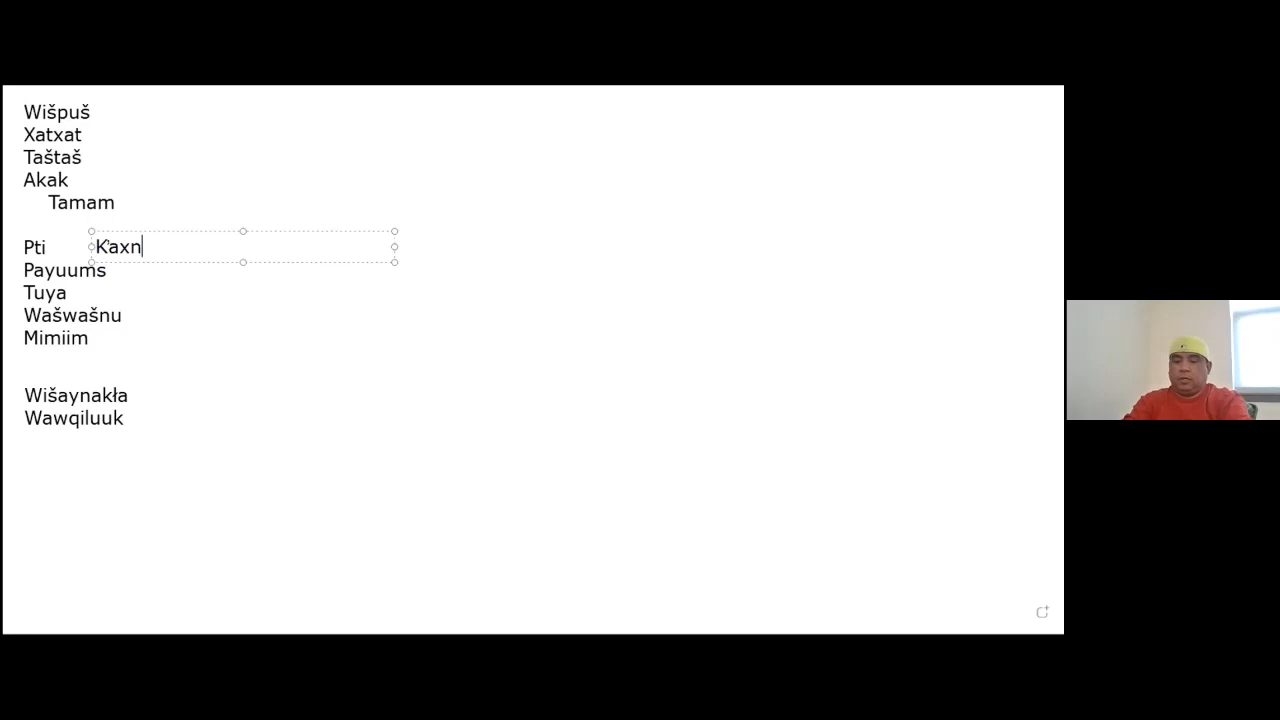 Wišpuš
Xatxat
Taštaš
Akak
Tamam
Pti K̓axn
Payuums
Tuya
Wašwašnu
Mimiim
Wišaynakła
Wawqiluuk